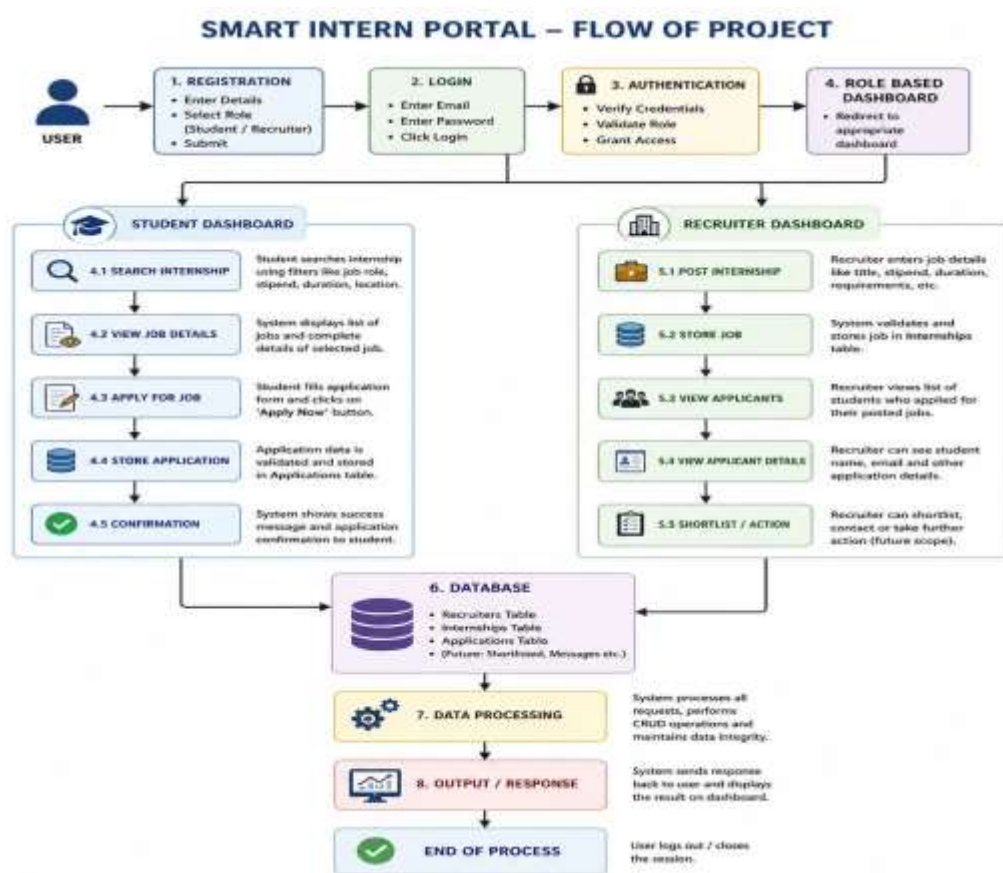 SMART INTERN PORTAL – FLOW OF PROJECT
USER
1. REGISTRATION
• Enter Details
• Select Role
(Student / Recruiter)
• Submit
2. LOGIN
• Enter Email
• Enter Password
• Click Login
3. AUTHENTICATION
• Verify Credentials
• Validate Role
• Grant Access
4. ROLE BASED
DASHBOARD
• Redirect to
appropriate
dashboard
STUDENT DASHBOARD
4.1 SEARCH INTERNSHIP
Student searches internship
using filters like job role,
stipend, duration, location.
4.2 VIEW JOB DETAILS
System displays list of
jobs and complete
details of selected job.
4.3 APPLY FOR JOB
Student fills application
form and clicks on
'Apply Now' button.
4.4 STORE APPLICATION
Application data is
validated and stored
in Applications table.
4.5 CONFIRMATION
System shows success
message and application
confirmation to student.
RECRUITER DASHBOARD
5.1 POST INTERNSHIP
Recruiter enters job details
like title, stipend, duration,
requirements, etc.
5.2 STORE JOB
System validates and
stores job in Internships
table.
5.3 VIEW APPLICANTS
Recruiter views list of
students who applied for
their posted jobs.
5.4 VIEW APPLICANT DETAILS
Recruiter can see student
name, email and other
application details.
5.5 SHORTLIST / ACTION
Recruiter can shortlist,
contact or take further
action (future scope).
6. DATABASE
• Recruiters Table
• Internships Table
• Applications Table
• (Future: Shortlisted, Messages etc.)
7. DATA PROCESSING
System processes all
requests, performs
CRUD operations and
maintains data integrity.
8. OUTPUT / RESPONSE
System sends response
back to user and displays
the result on dashboard.
END OF PROCESS
User logs out / closes
the session.